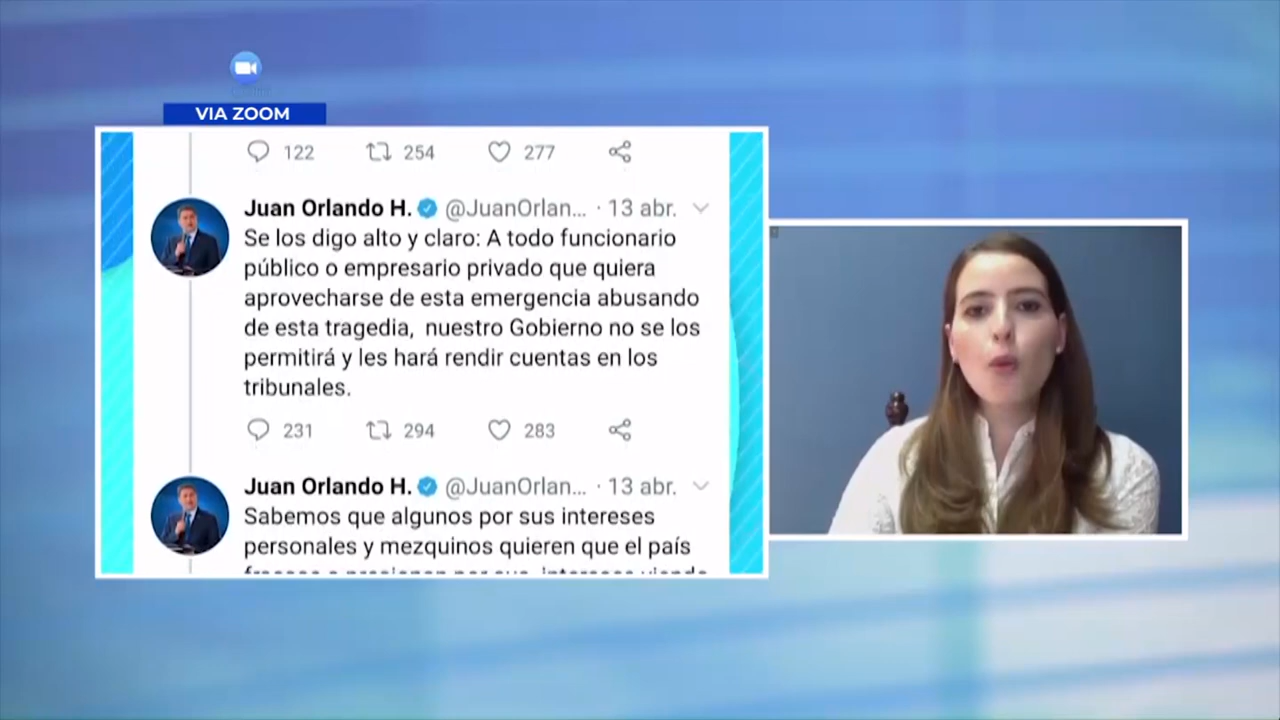 VIA ZOOM
122 254 277
Juan Orlando H. @JuanOrlan... · 13 abr.
Se los digo alto y claro: A todo funcionario
público o empresario privado que quiera
aprovecharse de esta emergencia abusando
de esta tragedia, nuestro Gobierno no se los
permitirá y les hará rendir cuentas en los
tribunales.
231 294 283
Juan Orlando H. @JuanOrlan... · 13 abr.
Sabemos que algunos por sus intereses
personales y mezquinos quieren que el país